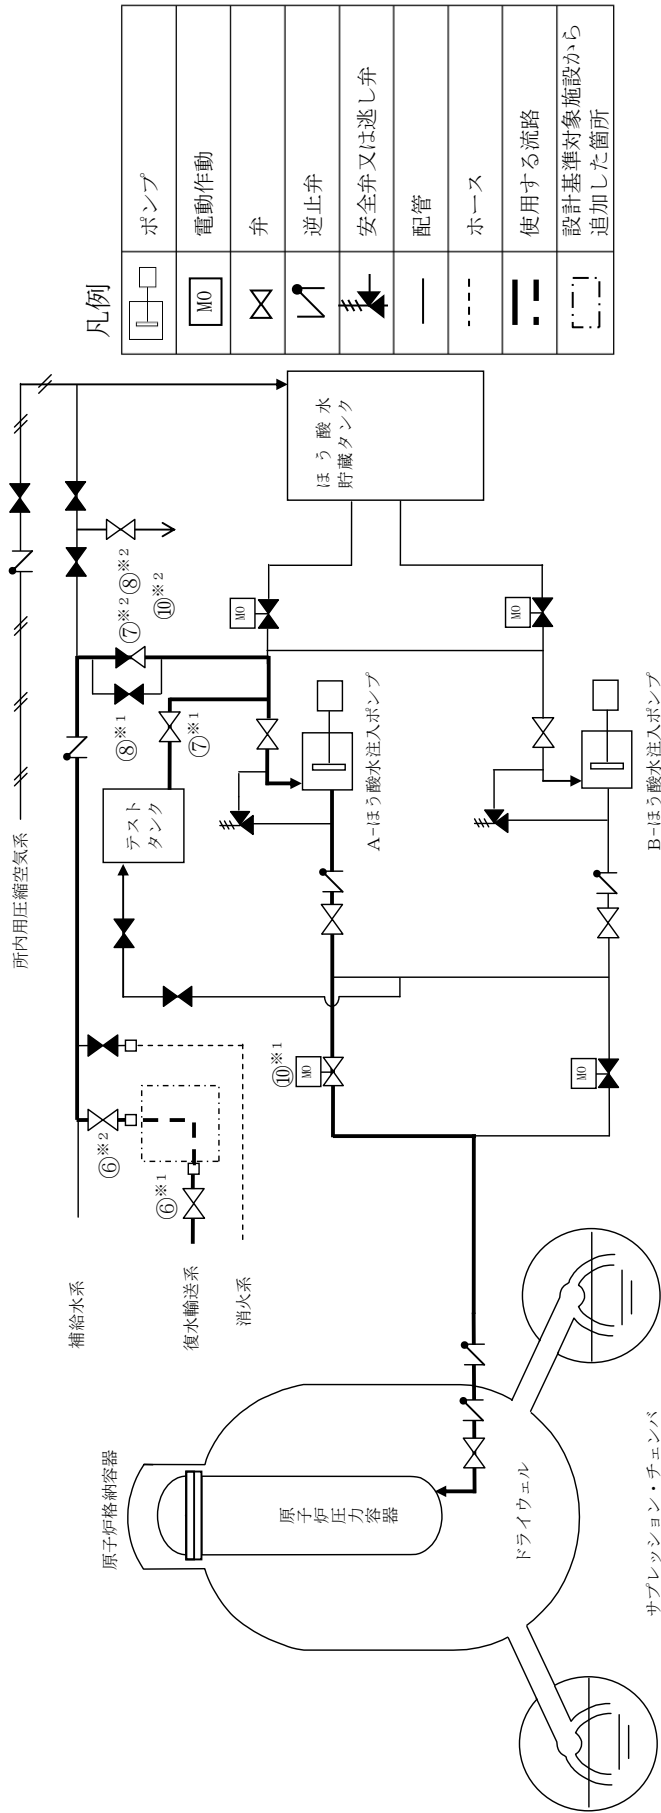 凡例
ポンプ
MO
電動作動
弁
逆止弁
安全弁又は逃し弁
配管
ホース
使用する流路
設計基準対象施設から
追加した箇所
ほう酸水
貯蔵タンク
MO
MO
⑦※2⑧※2
⑩※2
⑧※1
⑦※1
テスト
タンク
A-ほう酸水注入ポンプ
B-ほう酸水注入ポンプ
所内用圧縮空気系
⑩※1
MO
MO
⑥※2
⑥※1
補給水系
復水輸送系
消火系
原子炉格納容器
原子炉圧力容器
ドライウェル
サプレッション・チェンバ